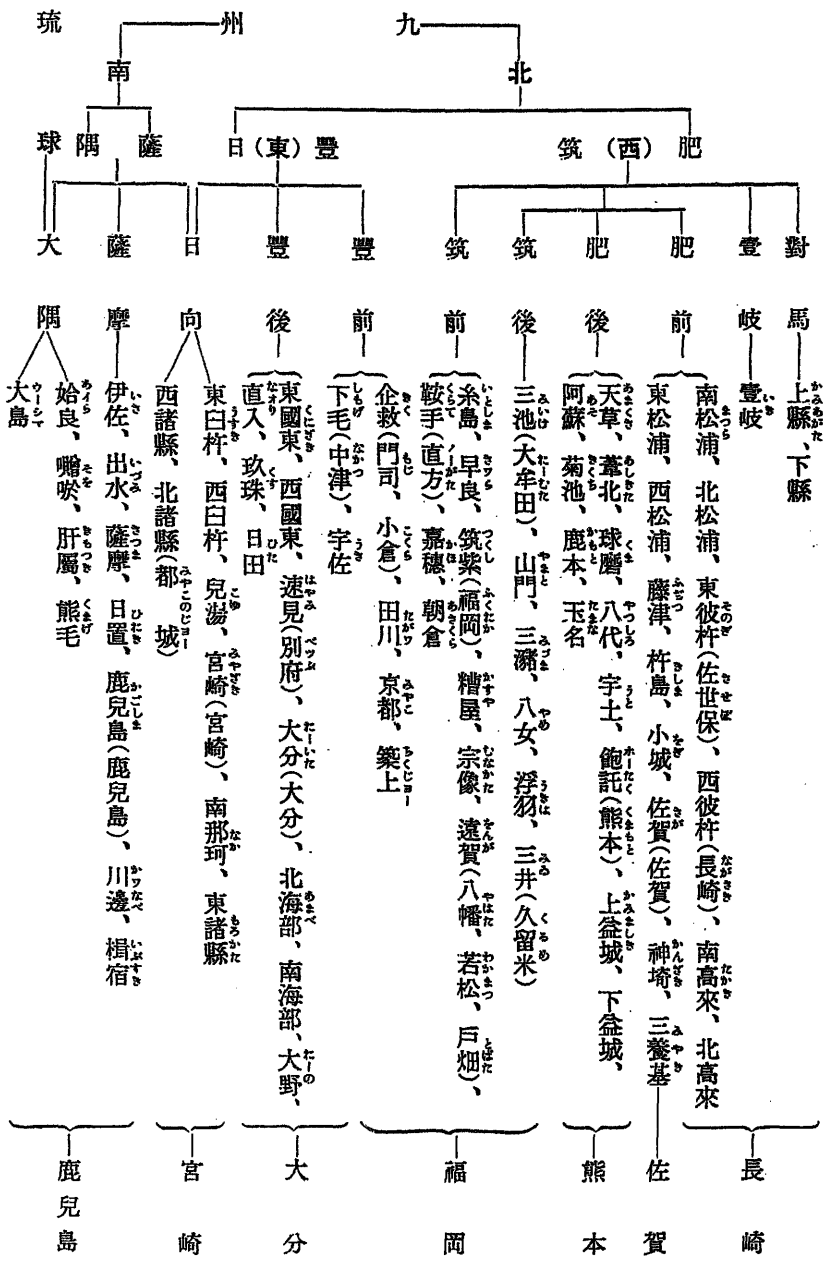 九州
琉球
北
南
肥(西)筑
豐(東)日
薩隅
對馬
上縣、下縣
壹岐
壹岐
肥前
南松浦、北松浦、東彼杵(佐世保)、西彼杵(長崎)、南高來、北高來
東松浦、西松浦、藤津、杵島、小城、佐賀(佐賀)、神埼、三養基
肥後
天草、葦北、球磨、八代、宇土、飽託(熊本)、上益城、下益城、
阿蘇、菊池、鹿本、玉名
筑後
三池(大牟田)、山門、三瀦、八女、浮羽、三井(久留米)
筑前
糸島、早良、筑紫(福岡)、糟屋、宗像、遠賀(八幡、若松、戸畑)、
鞍手(直方)、嘉穗、朝倉
豐前
企救(門司、小倉)、田川、京都、築上
下毛(中津)、宇佐
豐後
東國東、西國東、速見(別府)、大分(大分)、北海部、南海部、大野、
直入、玖珠、日田
日向
東臼杵、西臼杵、兒湯、宮崎(宮崎)、南那珂、東諸縣
西諸縣、北諸縣(都城)
薩摩
伊佐、出水、薩摩、日置、鹿兒島(鹿兒島)、川邊、揖宿
大隅
姶良、囎唹、肝屬、熊毛
大島
長崎
佐賀
熊本
福岡
大分
宮崎
鹿兒島